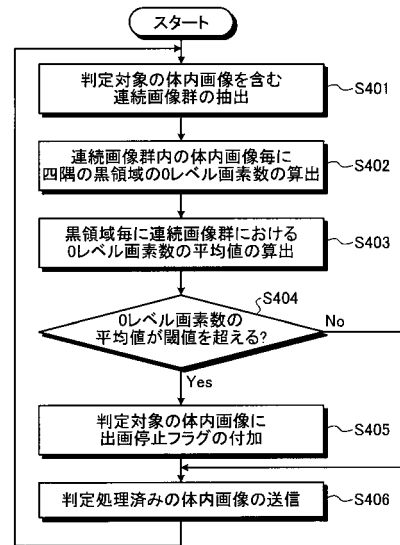 スタート
判定対象の体内画像を含む
連続画像群の抽出
S401
連続画像群内の体内画像毎に
四隅の黒領域の0レベル画素数の算出
S402
黒領域毎に連続画像群における
0レベル画素数の平均値の算出
S403
S404
0レベル画素数の
平均値が閾値を超える?
No
Yes
判定対象の体内画像に
出画停止フラグの付加
S405
判定処理済みの体内画像の送信
S406